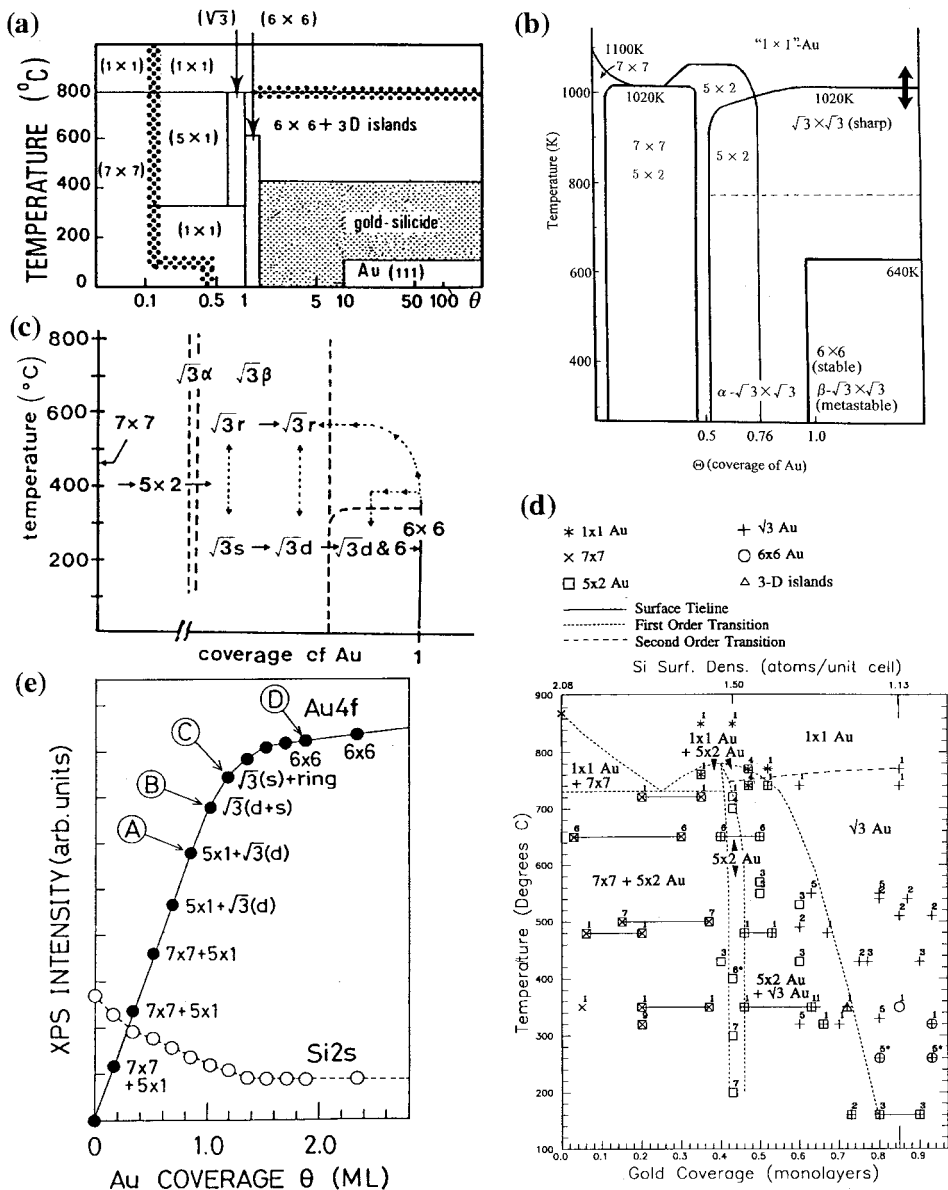 (a)
(√3)
(6 × 6)
TEMPERATURE (°C)
800
600
400
200
0
(1×1)
(1×1)
(5×1)
(7×7)
(1×1)
6 × 6 + 3D islands
gold-silicide
Au (111)
0.1 0.5 1 5 10 50 100 θ
(b)
"1 × 1"-Au
1100K
7 × 7
1020K
5 × 2
1020K
√3×√3 (sharp)
7 × 7
5 × 2
5 × 2
640K
6 ×6
(stable)
α-√3×√3
β-√3×√3
(metastable)
Temperature (K)
1000
800
600
400
0.5 0.76 1.0
Θ (coverage of Au)
(c)
temperature (°C)
800
600
400
200
√3α √3β
7×7
√3r → √3r
→ 5×2
6×6
√3s → √3d → √3d & 6
coverage cf Au
1
(d)
1x1 Au
7x7
5x2 Au
√3 Au
6x6 Au
3-D islands
Surface Tieline
First Order Transition
Second Order Transition
Si Surf. Dens. (atoms/unit cell)
2.08 1.50 1.13
Temperature (Degrees C)
900
800
700
600
500
400
300
200
100
1x1 Au
+ 5x2 Au
1x1 Au
1x1 Au
+ 7x7
√3 Au
5x2 Au
7x7 + 5x2 Au
5x2 Au
+ √3 Au
0.0 0.1 0.2 0.3 0.4 0.5 0.6 0.7 0.8 0.9
Gold Coverage (monolayers)
(e)
XPS INTENSITY (arb. units)
D
Au4f
C
6x6
6x6
√3(s)+ring
B
√3(d+s)
A
5x1+√3(d)
5x1+√3(d)
7x7+5x1
7x7+5x1
Si2s
7x7
+5x1
0 1.0 2.0
Au COVERAGE θ (ML)